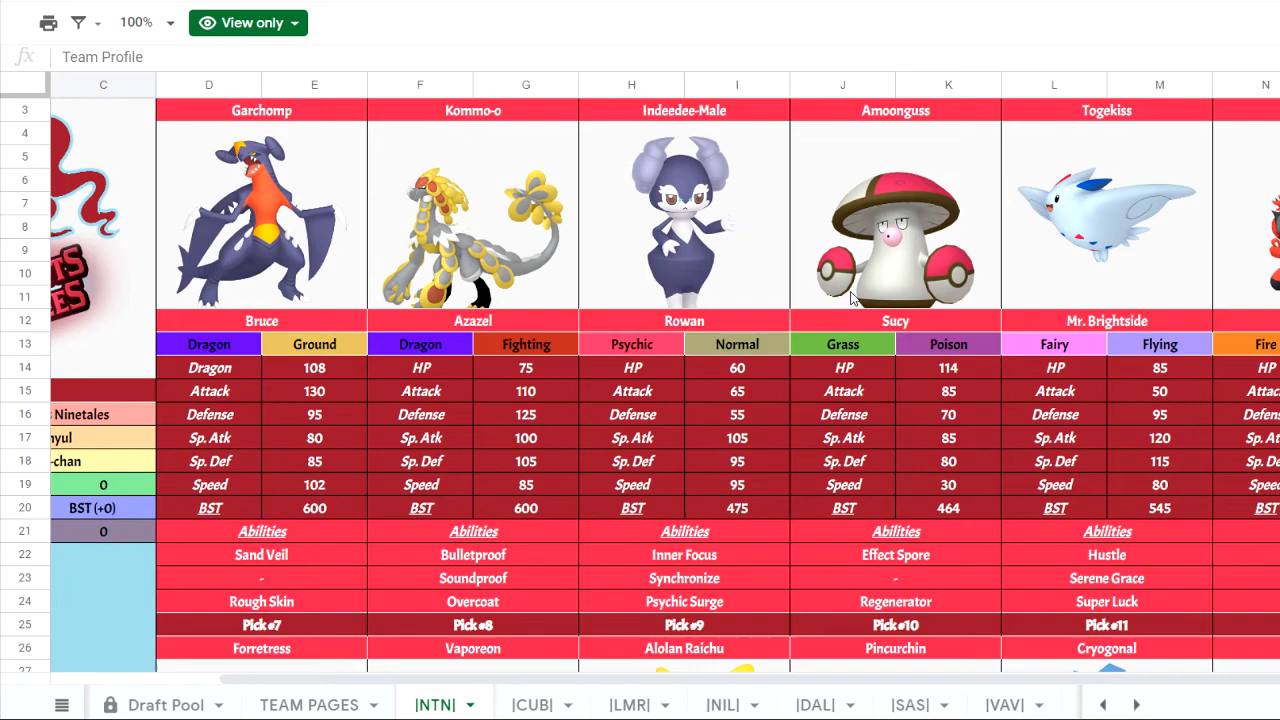 100% View only
fx Team Profile
C D E F G H I J K L M N
3 Garchomp Kommo-o Indeedee-Male Amoonguss Togekiss
4
5
6
7
8
9
10
11
12 Bruce Azazel Rowan Sucy Mr. Brightside
13 Dragon Ground Dragon Fighting Psychic Normal Grass Poison Fairy Flying Fire
14 Dragon 108 HP 75 HP 60 HP 114 HP 85 HP
15 Attack 130 Attack 110 Attack 65 Attack 85 Attack 50 Attac
16 s Ninetales Defense 95 Defense 125 Defense 55 Defense 70 Defense 95 Defens
17 nyul Sp. Atk 80 Sp. Atk 100 Sp. Atk 105 Sp. Atk 85 Sp. Atk 120 Sp. At
18 -chan Sp. Def 85 Sp. Def 105 Sp. Def 95 Sp. Def 80 Sp. Def 115 Sp. De
19 0 Speed 102 Speed 85 Speed 95 Speed 30 Speed 80 Speed
20 BST (+0) BST 600 BST 600 BST 475 BST 464 BST 545 BST
21 0 Abilities Abilities Abilities Abilities Abilities
22 Sand Veil Bulletproof Inner Focus Effect Spore Hustle
23 - Soundproof Synchronize - Serene Grace
24 Rough Skin Overcoat Psychic Surge Regenerator Super Luck
25 Pick #7 Pick #8 Pick #9 Pick #10 Pick #11
26 Forretress Vaporeon Alolan Raichu Pincurchin Cryogonal
27
Draft Pool TEAM PAGES |NTN| |CUB| |LMR| |NIL| |DAL| |SAS| |VAV|